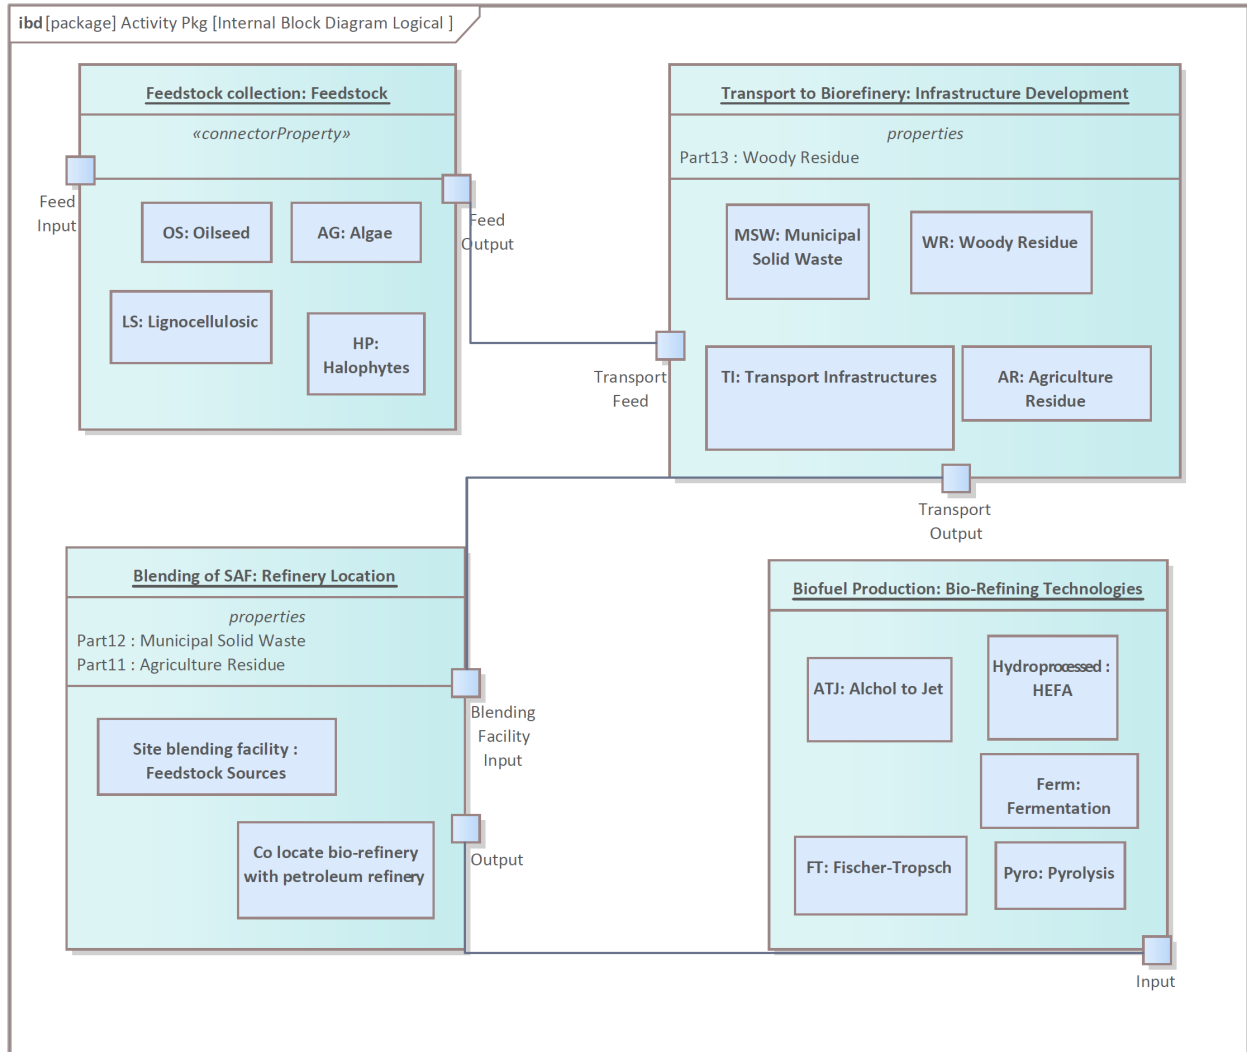 ibd [package] Activity Pkg [Internal Block Diagram Logical ]
Feedstock collection: Feedstock
«connectorProperty»
Feed
Input
OS: Oilseed
AG: Algae
LS: Lignocellulosic
HP:
Halophytes
Feed
Output
Transport to Biorefinery: Infrastructure Development
properties
Part13 : Woody Residue
MSW: Municipal
Solid Waste
WR: Woody Residue
Transport
Feed
TI: Transport Infrastructures
AR: Agriculture
Residue
Transport
Output
Blending of SAF: Refinery Location
properties
Part12 : Municipal Solid Waste
Part11 : Agriculture Residue
Site blending facility :
Feedstock Sources
Co locate bio-refinery
with petroleum refinery
Blending
Facility
Input
Output
Biofuel Production: Bio-Refining Technologies
ATJ: Alchol to Jet
Hydroprocessed :
HEFA
Ferm:
Fermentation
FT: Fischer-Tropsch
Pyro: Pyrolysis
Input